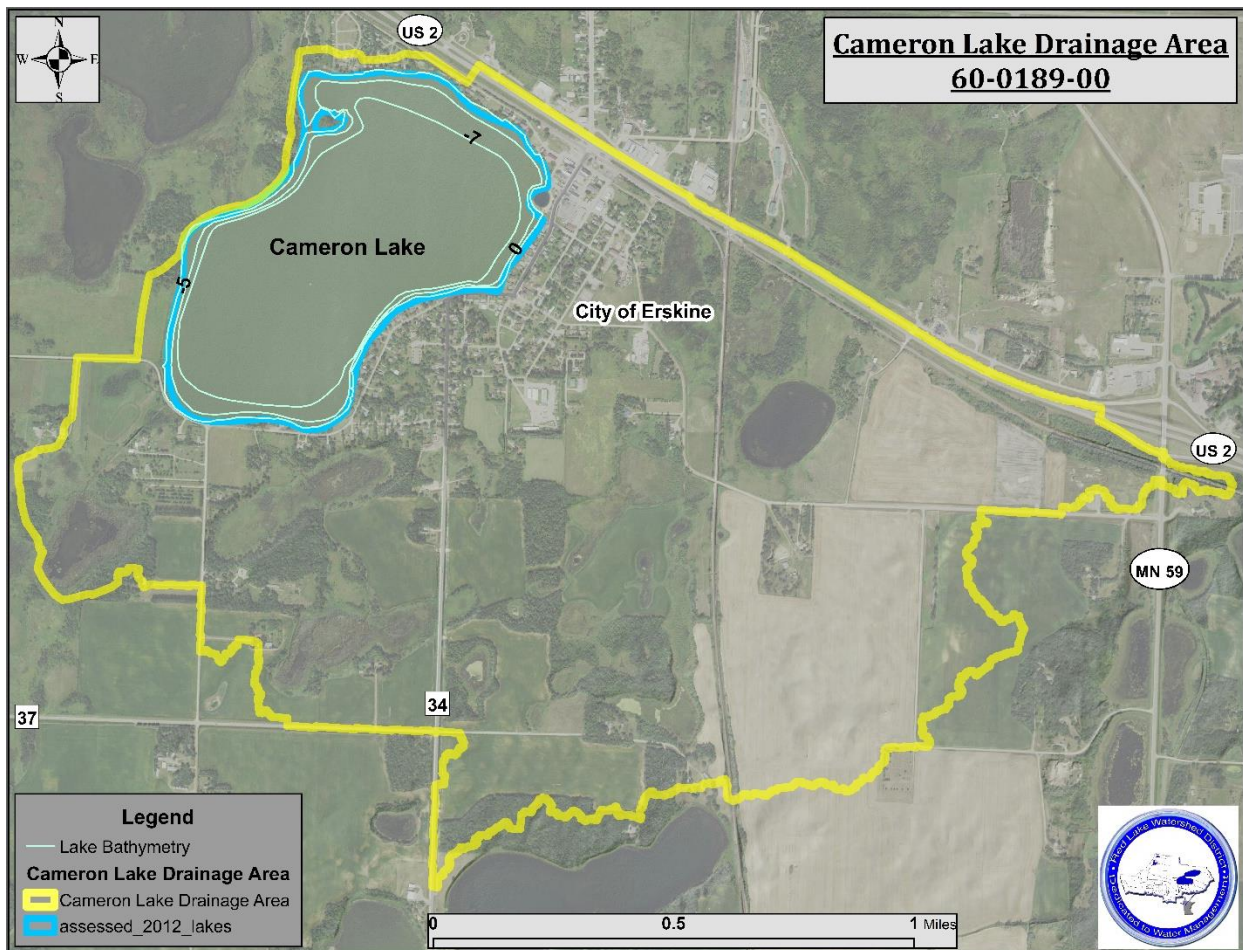 N
W E
S
US 2
Cameron Lake Drainage Area
60-0189-00
-7
Cameron Lake
0
-5
City of Erskine
US 2
MN 59
37
34
Legend
Lake Bathymetry
Cameron Lake Drainage Area
Cameron Lake Drainage Area
assessed_2012_lakes
0 0.5 1 Miles
Red Lake Watershed District
Dedicated to Water Management